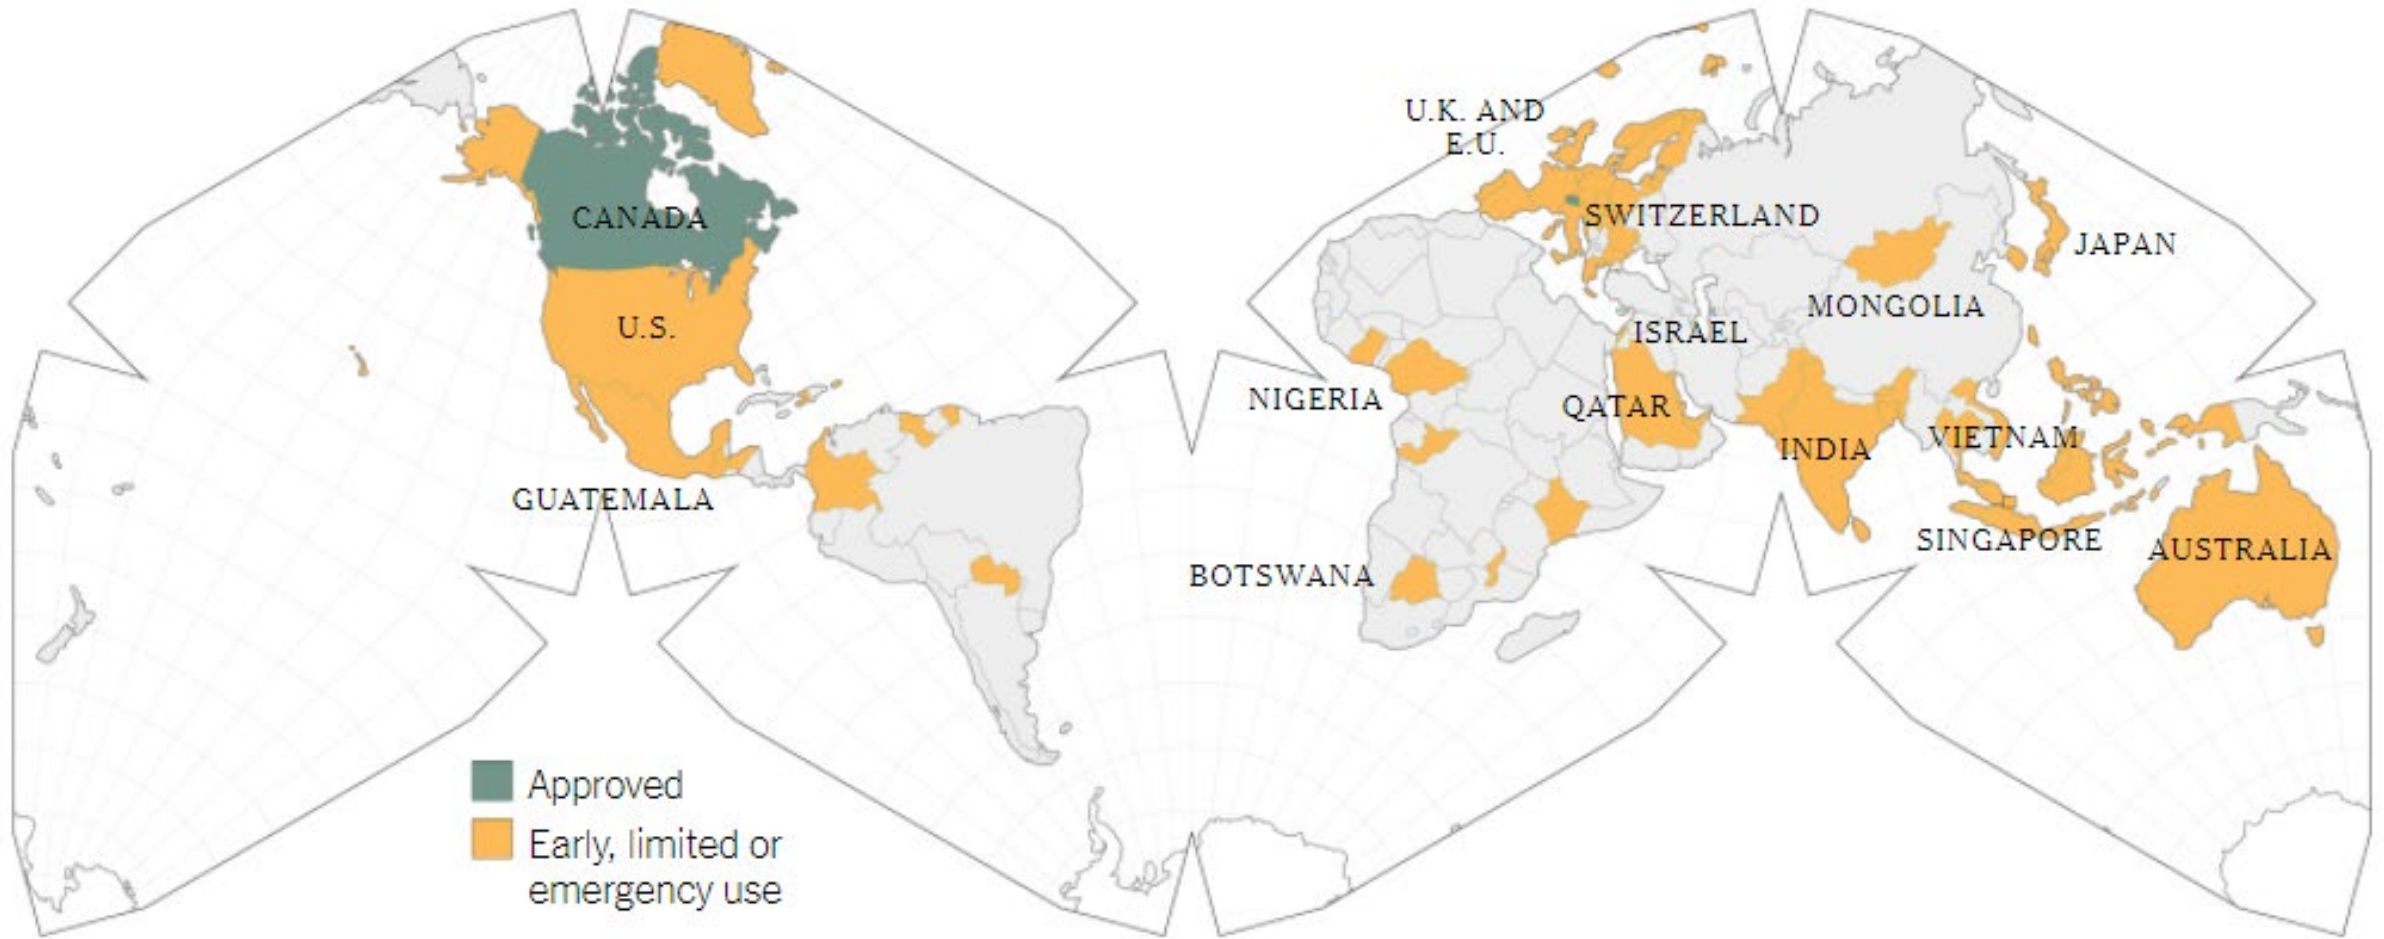 U.K. AND
E.U.
CANADA
SWITZERLAND
JAPAN
MONGOLIA
U.S.
ISRAEL
NIGERIA
QATAR
INDIA
VIETNAM
GUATEMALA
SINGAPORE
AUSTRALIA
BOTSWANA
Approved
Early, limited or
emergency use